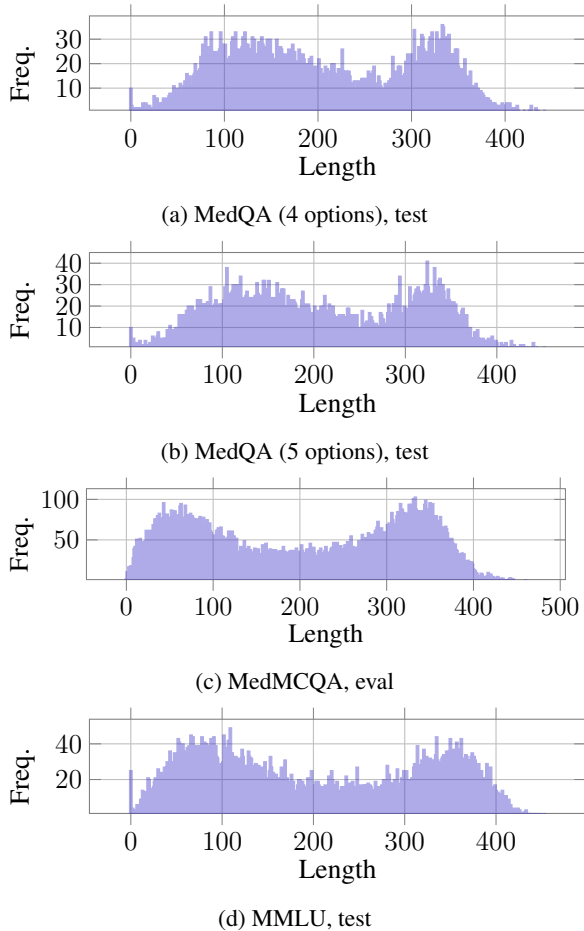 30
20
10
Freq.
0 100 200 300 400
Length
(a) MedQA (4 options), test
40
30
20
10
Freq.
0 100 200 300 400
Length
(b) MedQA (5 options), test
100
50
Freq.
0 100 200 300 400 500
Length
(c) MedMCQA, eval
40
20
Freq.
0 100 200 300 400
Length
(d) MMLU, test